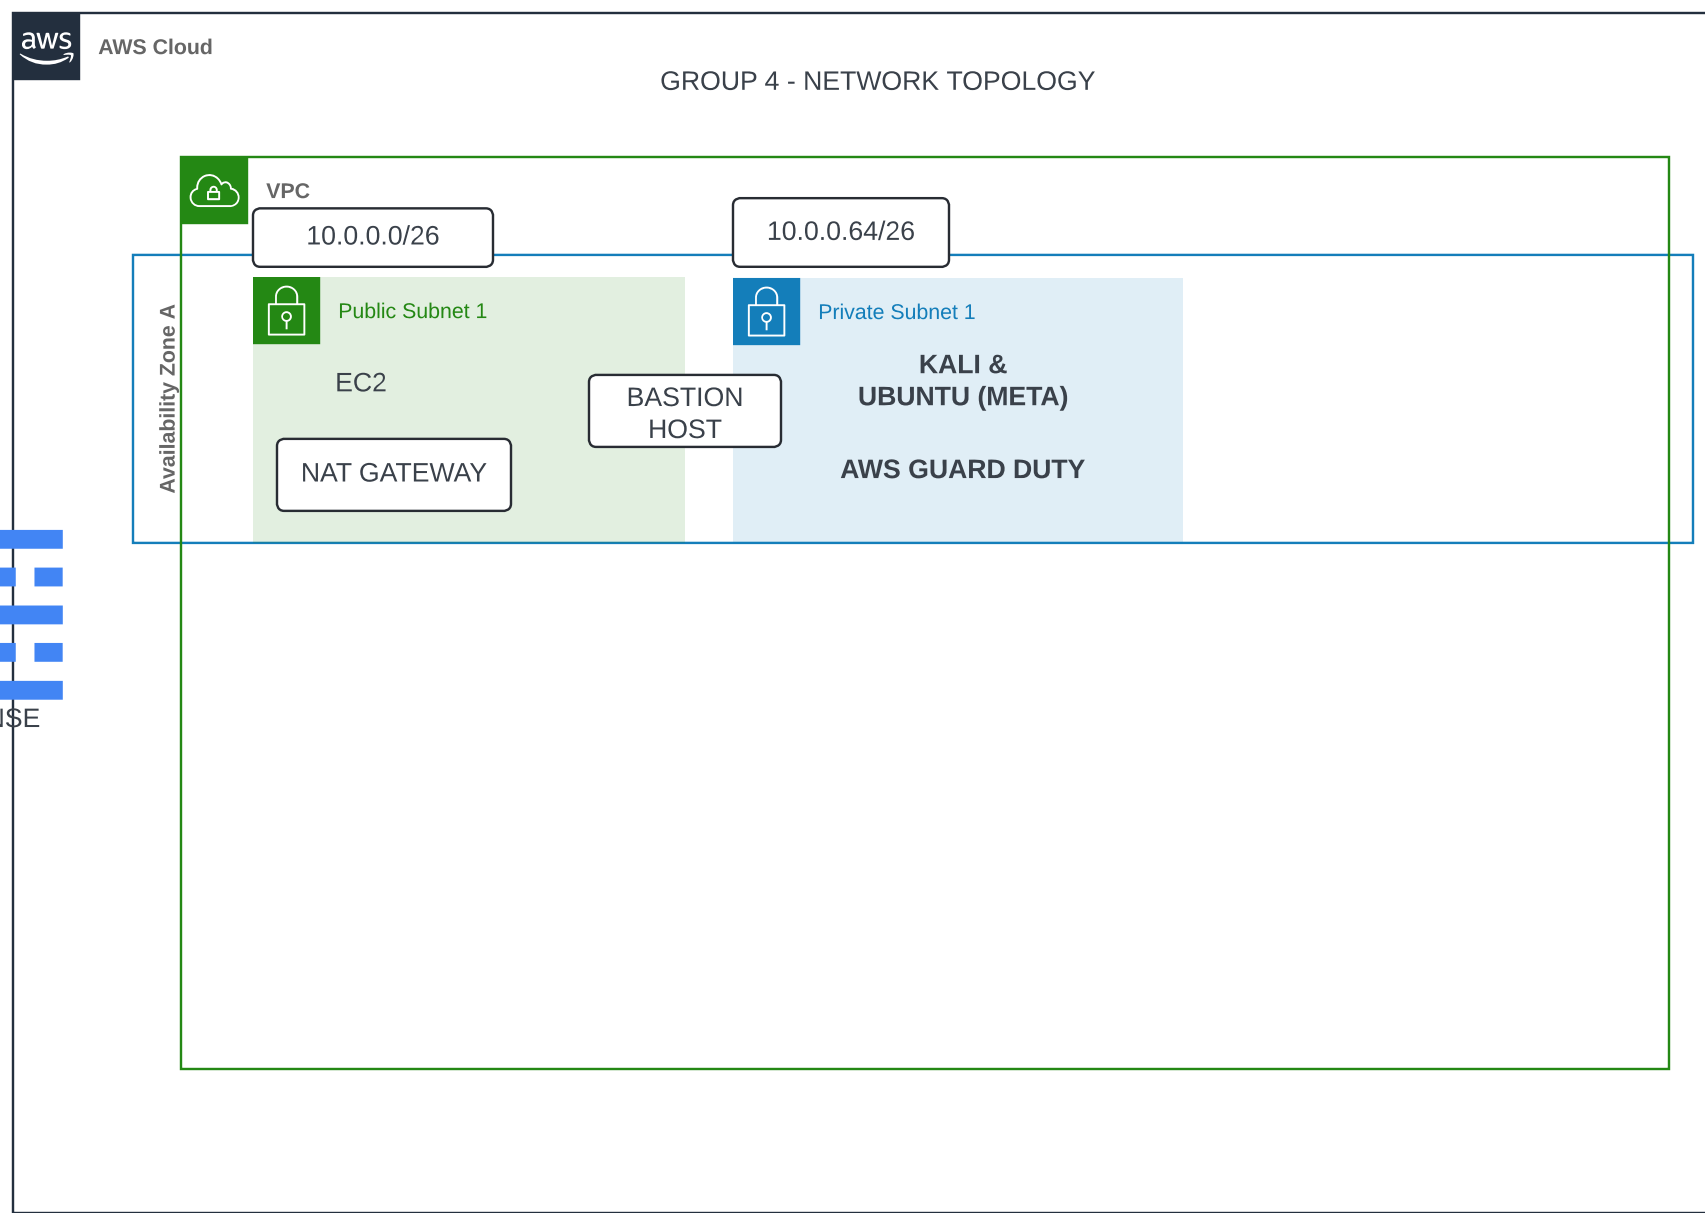 aws
AWS Cloud
GROUP 4 - NETWORK TOPOLOGY
VPC
10.0.0.0/26
10.0.0.64/26
Availability Zone A
Public Subnet 1
EC2
NAT GATEWAY
BASTION
HOST
Private Subnet 1
KALI &
UBUNTU (META)
AWS GUARD DUTY